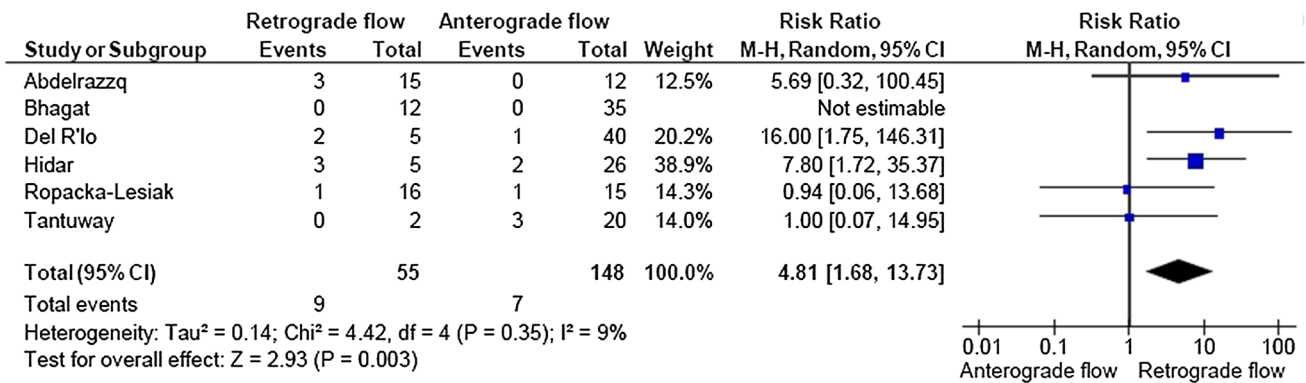 Retrograde flow Anterograde flow Risk Ratio Risk Ratio
Study or Subgroup Events Total Events Total Weight M-H, Random, 95% CI M-H, Random, 95% CI
Abdelrazzq 3 15 0 12 12.5% 5.69 [0.32, 100.45]
Bhagat 0 12 0 35 Not estimable
Del R'Io 2 5 1 40 20.2% 16.00 [1.75, 146.31]
Hidar 3 5 2 26 38.9% 7.80 [1.72, 35.37]
Ropacka-Lesiak 1 16 1 15 14.3% 0.94 [0.06, 13.68]
Tantuway 0 2 3 20 14.0% 1.00 [0.07, 14.95]
Total (95% CI) 55 148 100.0% 4.81 [1.68, 13.73]
Total events 9 7
Heterogeneity: Tau² = 0.14; Chi² = 4.42, df = 4 (P = 0.35); I² = 9%
Test for overall effect: Z = 2.93 (P = 0.003)
0.01 0.1 1 10 100
Anterograde flow Retrograde flow